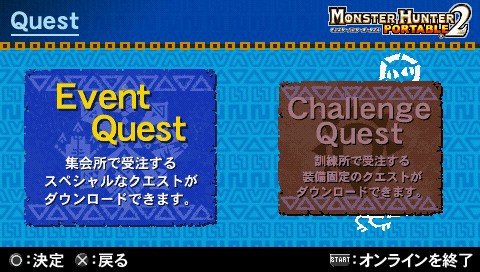 Quest
MONSTER HUNTER
PORTABLE 2
Event
Quest
集会所で受注する
スペシャルなクエストが
ダウンロードできます。
Challenge
Quest
訓練所で受注する
装備固定のクエストが
ダウンロードできます。
○:決定 ×:戻る
START:オンラインを終了